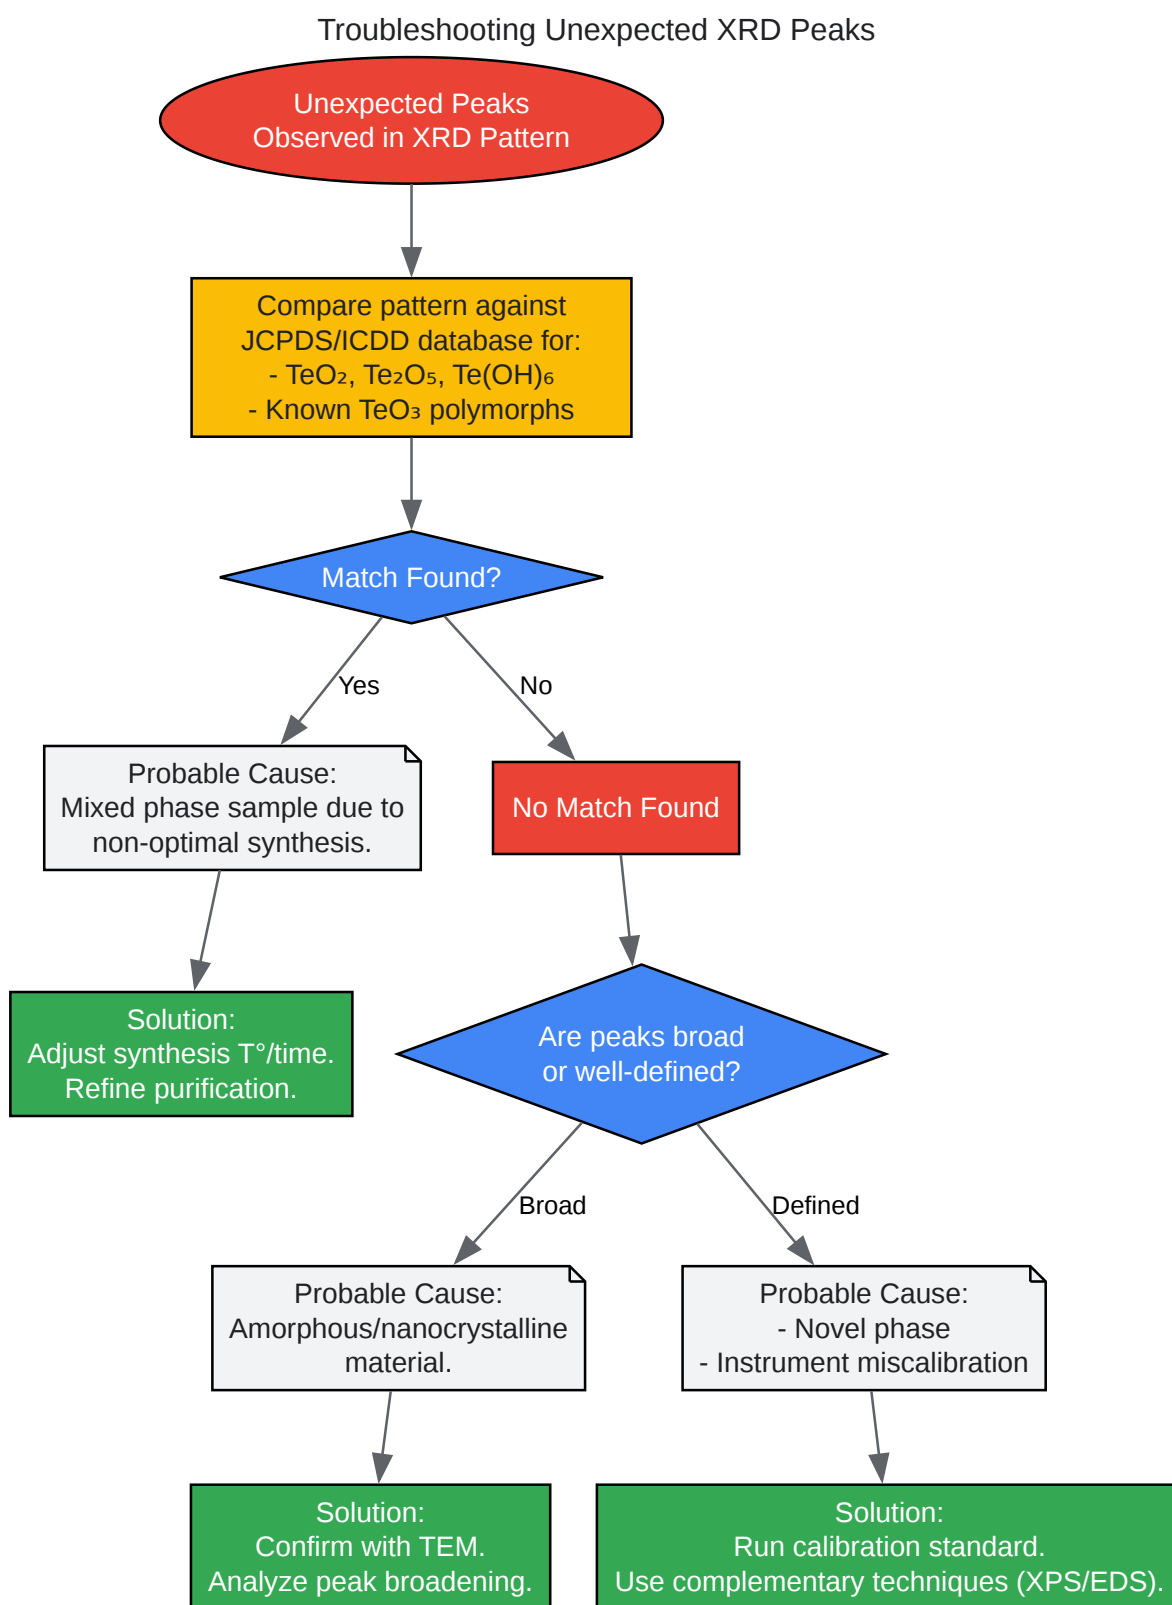 Troubleshooting Unexpected XRD Peaks
Unexpected Peaks
Observed in XRD Pattern
Compare pattern against
JCPDS/ICDD database for:
- TeO₂, Te₂O₅, Te(OH)₆
- Known TeO₃ polymorphs
Match Found?
Yes
No
Probable Cause:
Mixed phase sample due to
non-optimal synthesis.
No Match Found
Solution:
Adjust synthesis T°/time.
Refine purification.
Are peaks broad
or well-defined?
Broad
Defined
Probable Cause:
Amorphous/nanocrystalline
material.
Probable Cause:
- Novel phase
- Instrument miscalibration
Solution:
Confirm with TEM.
Analyze peak broadening.
Solution:
Run calibration standard.
Use complementary techniques (XPS/EDS).